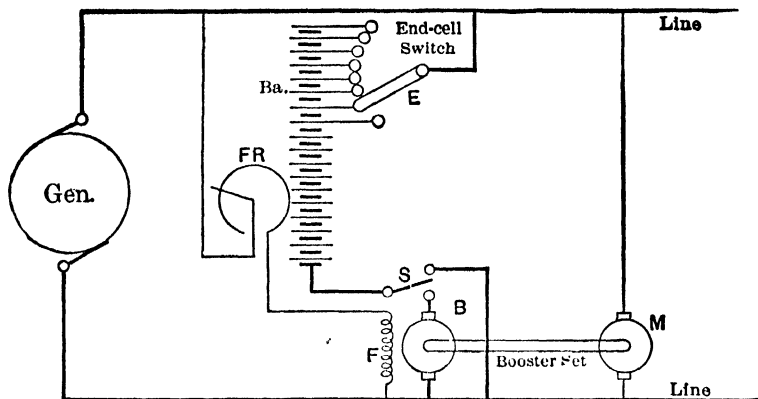 Line
End-cell
Switch
Ba.
E
FR
Gen.
S
B
M
F
Booster Set
Line